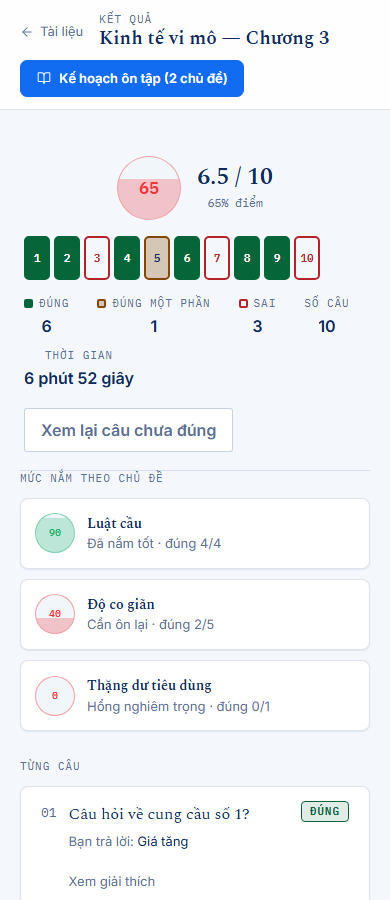 Tài liệu
KẾT QUẢ
Kinh tế vi mô — Chương 3
Kế hoạch ôn tập (2 chủ đề)
65
6.5 / 10
65% điểm
1 2 3 4 5 6 7 8 9 10
ĐÚNG ĐÚNG MỘT PHẦN SAI SỐ CÂU
6 1 3 10
THỜI GIAN
6 phút 52 giây
Xem lại câu chưa đúng
MỨC NẮM THEO CHỦ ĐỀ
90
Luật cầu
Đã nắm tốt · đúng 4/4
40
Độ co giãn
Cần ôn lại · đúng 2/5
0
Thặng dư tiêu dùng
Hổng nghiêm trọng · đúng 0/1
TỪNG CÂU
01 Câu hỏi về cung cầu số 1? ĐÚNG
Bạn trả lời: Giá tăng
Xem giải thích